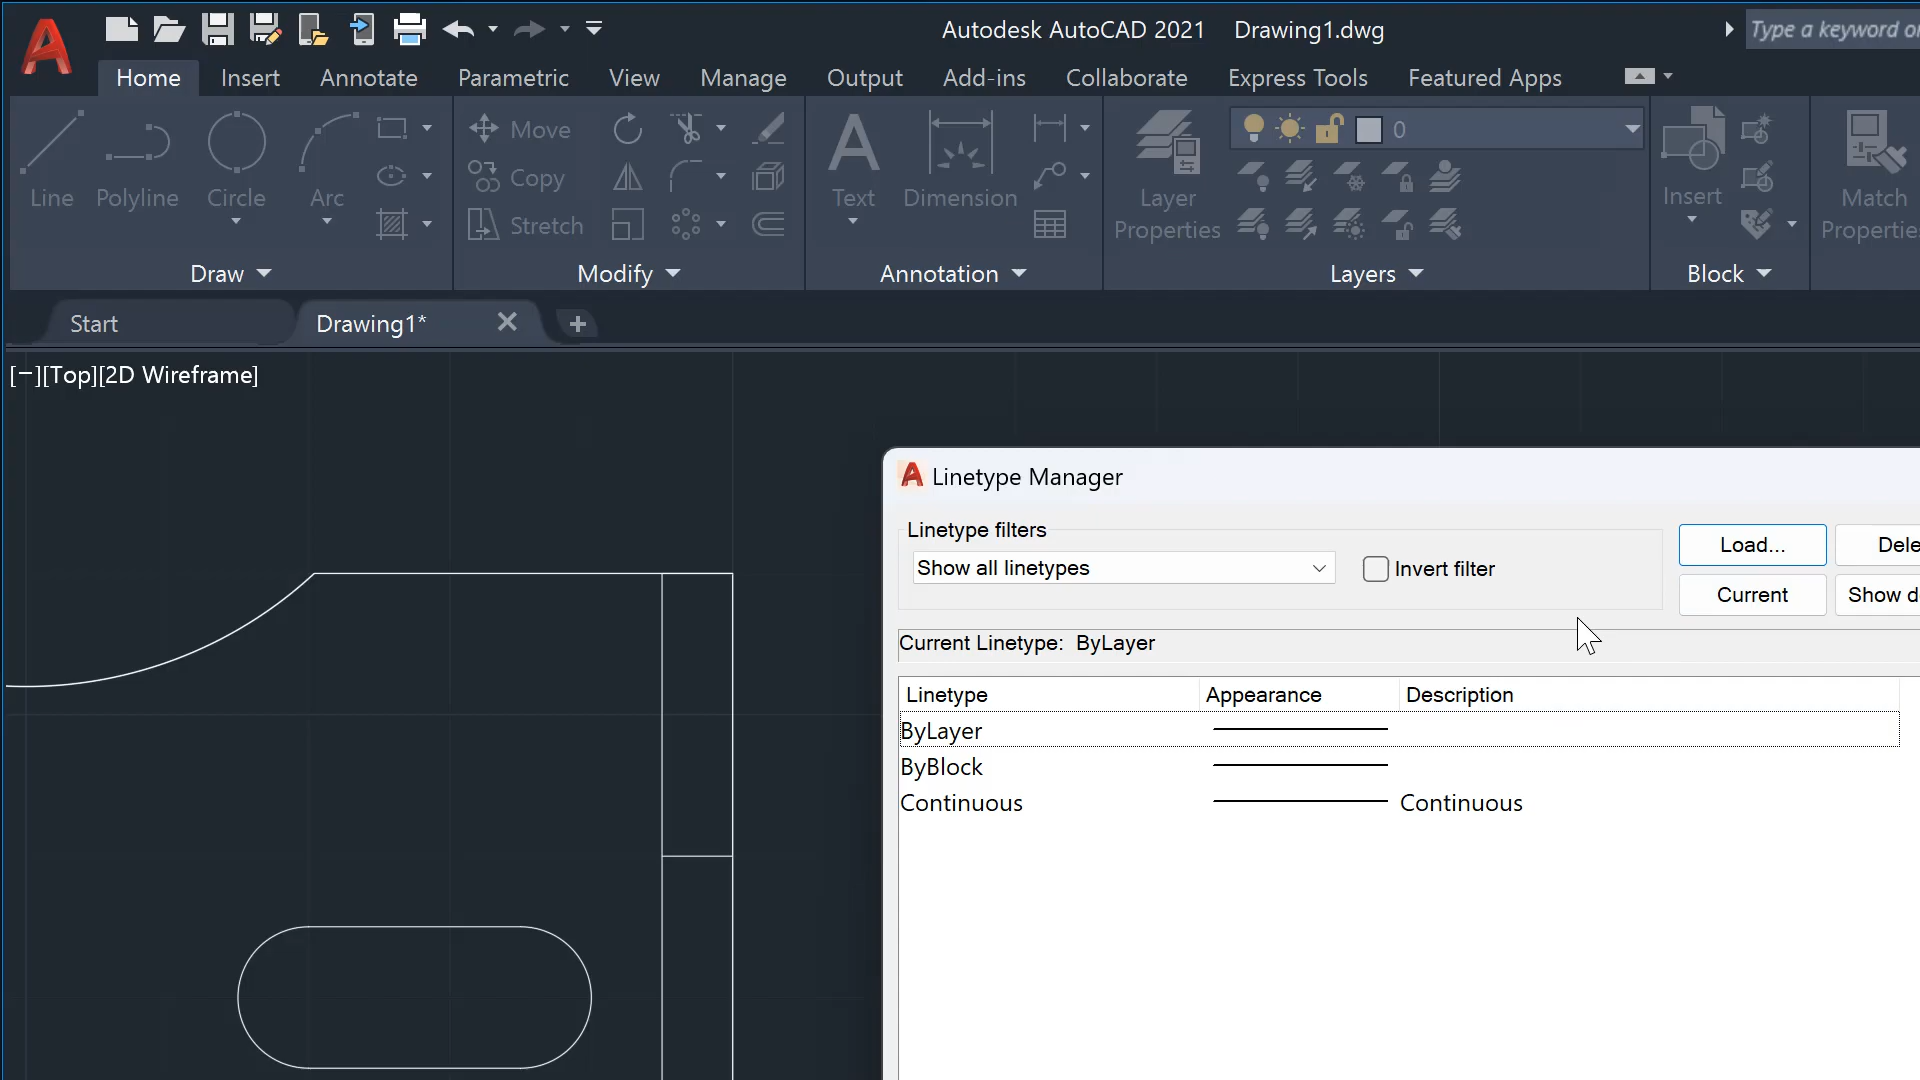 Autodesk AutoCAD 2021 Drawing1.dwg
Type a keyword or
Home Insert Annotate Parametric View Manage Output Add-ins Collaborate Express Tools Featured Apps
Line Polyline Circle Arc
Move
Copy
Stretch
Text Dimension
Layer
Properties
0
Insert
Match
Propertie
Draw Modify Annotation Layers Block
Start Drawing1*
[−][Top][2D Wireframe]
Linetype Manager
Linetype filters
Show all linetypes
Invert filter
Load... Dele
Current Show d
Current Linetype: ByLayer
Linetype Appearance Description
ByLayer
ByBlock
Continuous Continuous